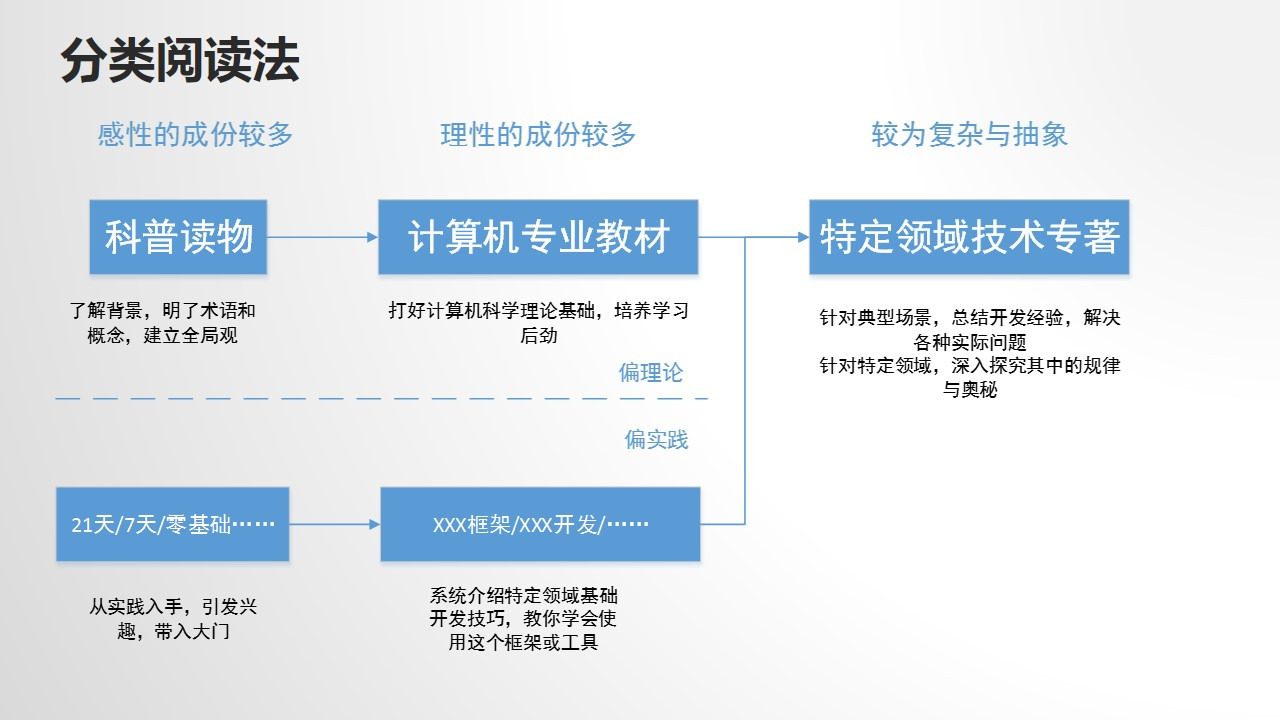 分类阅读法
感性的成份较多
理性的成份较多
较为复杂与抽象
科普读物
计算机专业教材
特定领域技术专著
了解背景，明了术语和
概念，建立全局观
打好计算机科学理论基础，培养学习
后劲
针对典型场景，总结开发经验，解决
各种实际问题
针对特定领域，深入探究其中的规律
与奥秘
偏理论
偏实践
21天/7天/零基础……
XXX框架/XXX开发/……
从实践入手，引发兴
趣，带入大门
系统介绍特定领域基础
开发技巧，教你学会使
用这个框架或工具